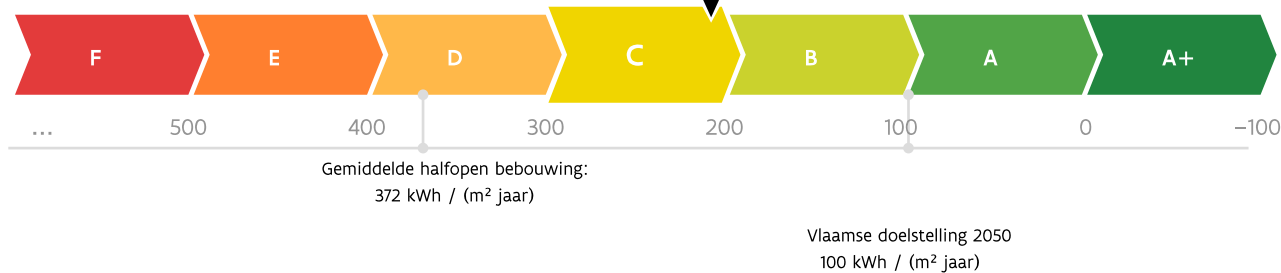 F E D C B A A+
... 500 400 300 200 100 0 −100
Gemiddelde halfopen bebouwing:
372 kWh / (m² jaar)
Vlaamse doelstelling 2050
100 kWh / (m² jaar)